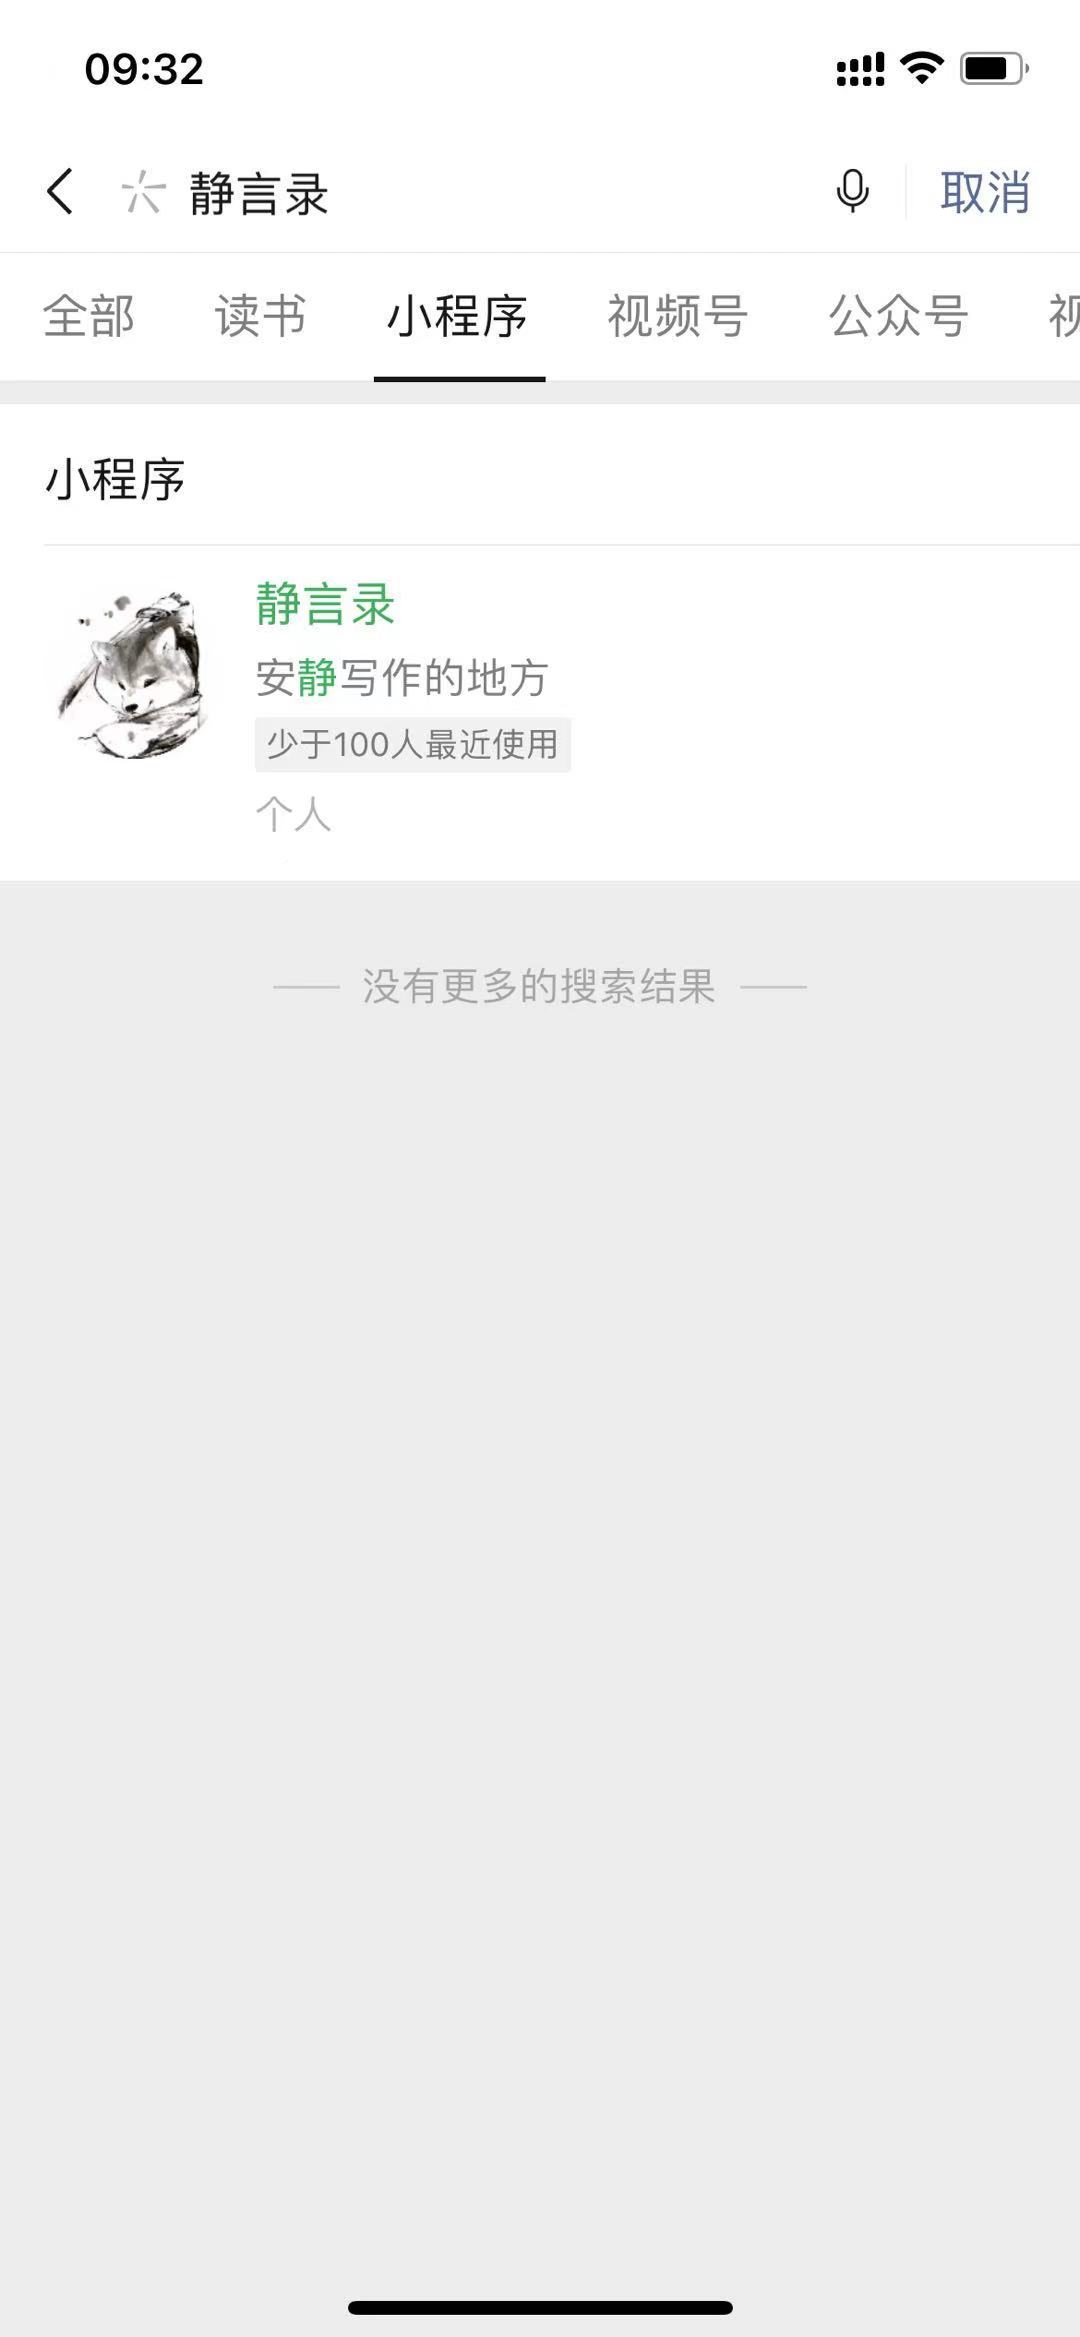 09:32
静言录
取消
全部 读书 小程序 视频号 公众号
小程序
静言录
安静写作的地方
少于100人最近使用
个人
没有更多的搜索结果